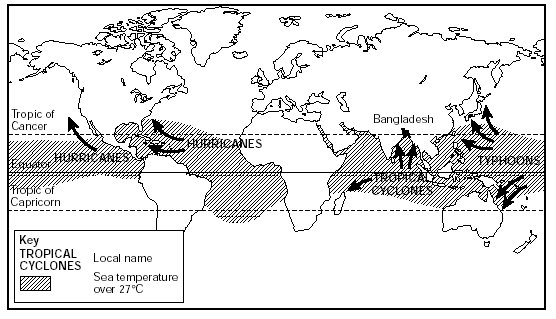 Tropic of
Cancer
Bangladesh
HURRICANES
HURRICANES
TYPHOONS
Equator
TROPICAL
CYCLONES
Tropic of
Capricorn
Key
TROPICAL
CYCLONES
Local name
Sea temperature
over 27°C